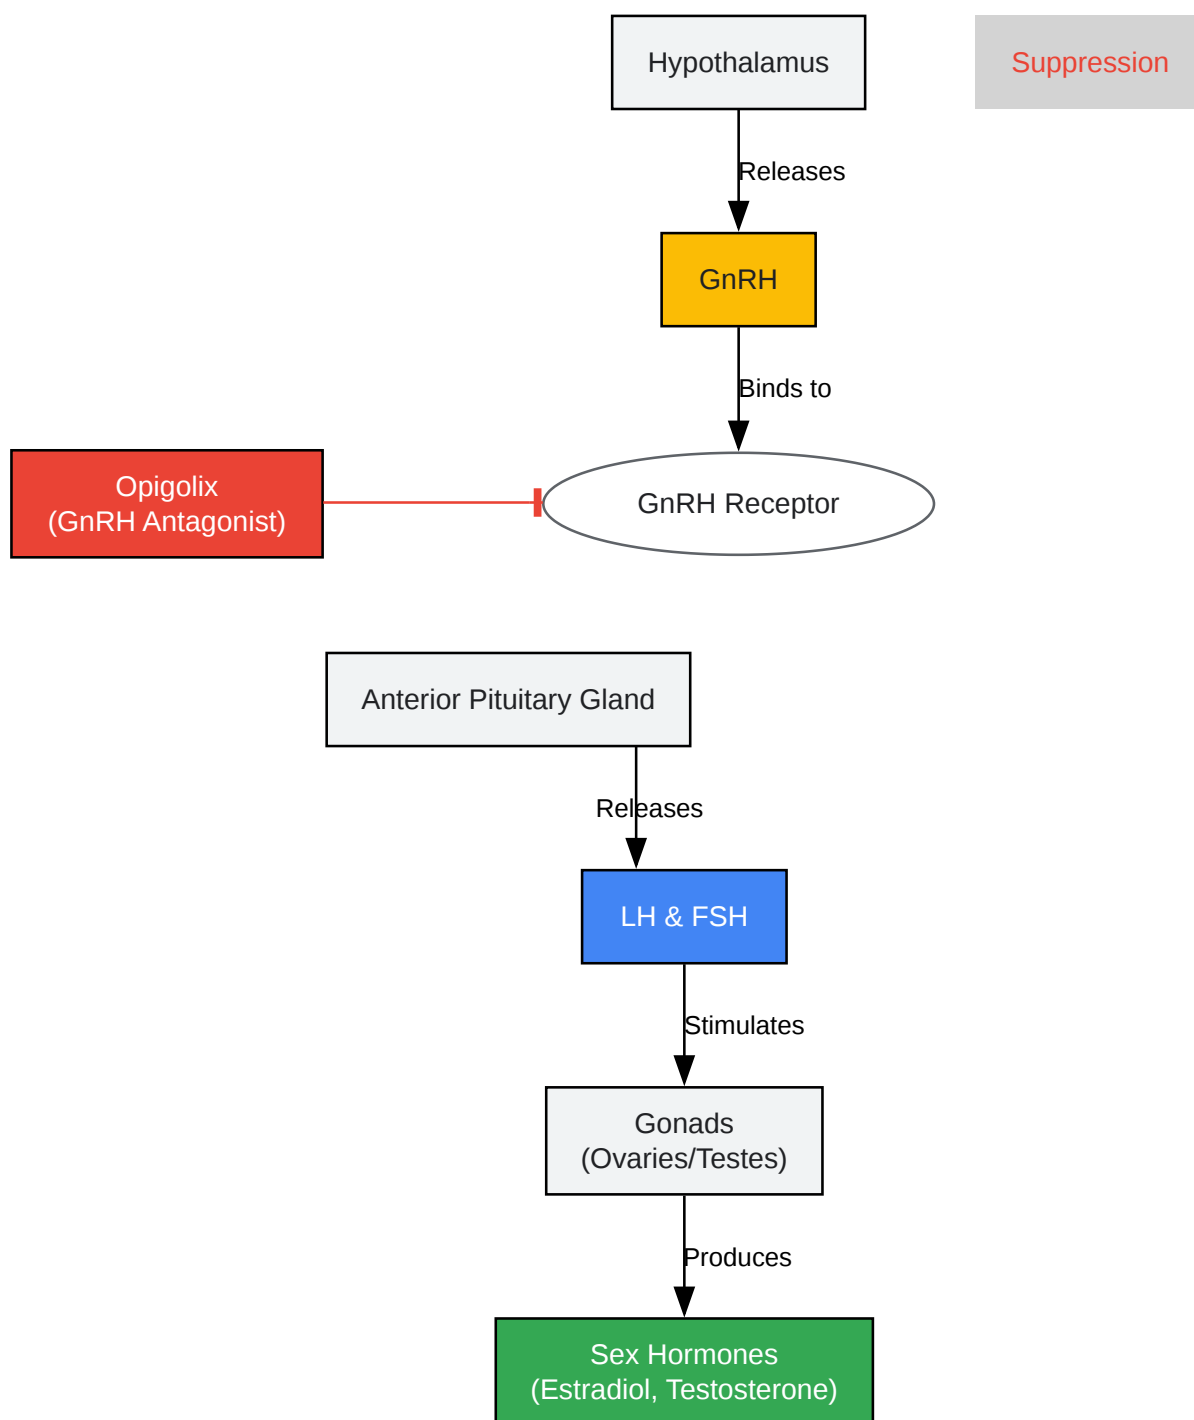 Hypothalamus
Suppression
Releases
GnRH
Binds to
Opigolix
(GnRH Antagonist)
GnRH Receptor
Anterior Pituitary Gland
Releases
LH & FSH
Stimulates
Gonads
(Ovaries/Testes)
Produces
Sex Hormones
(Estradiol, Testosterone)